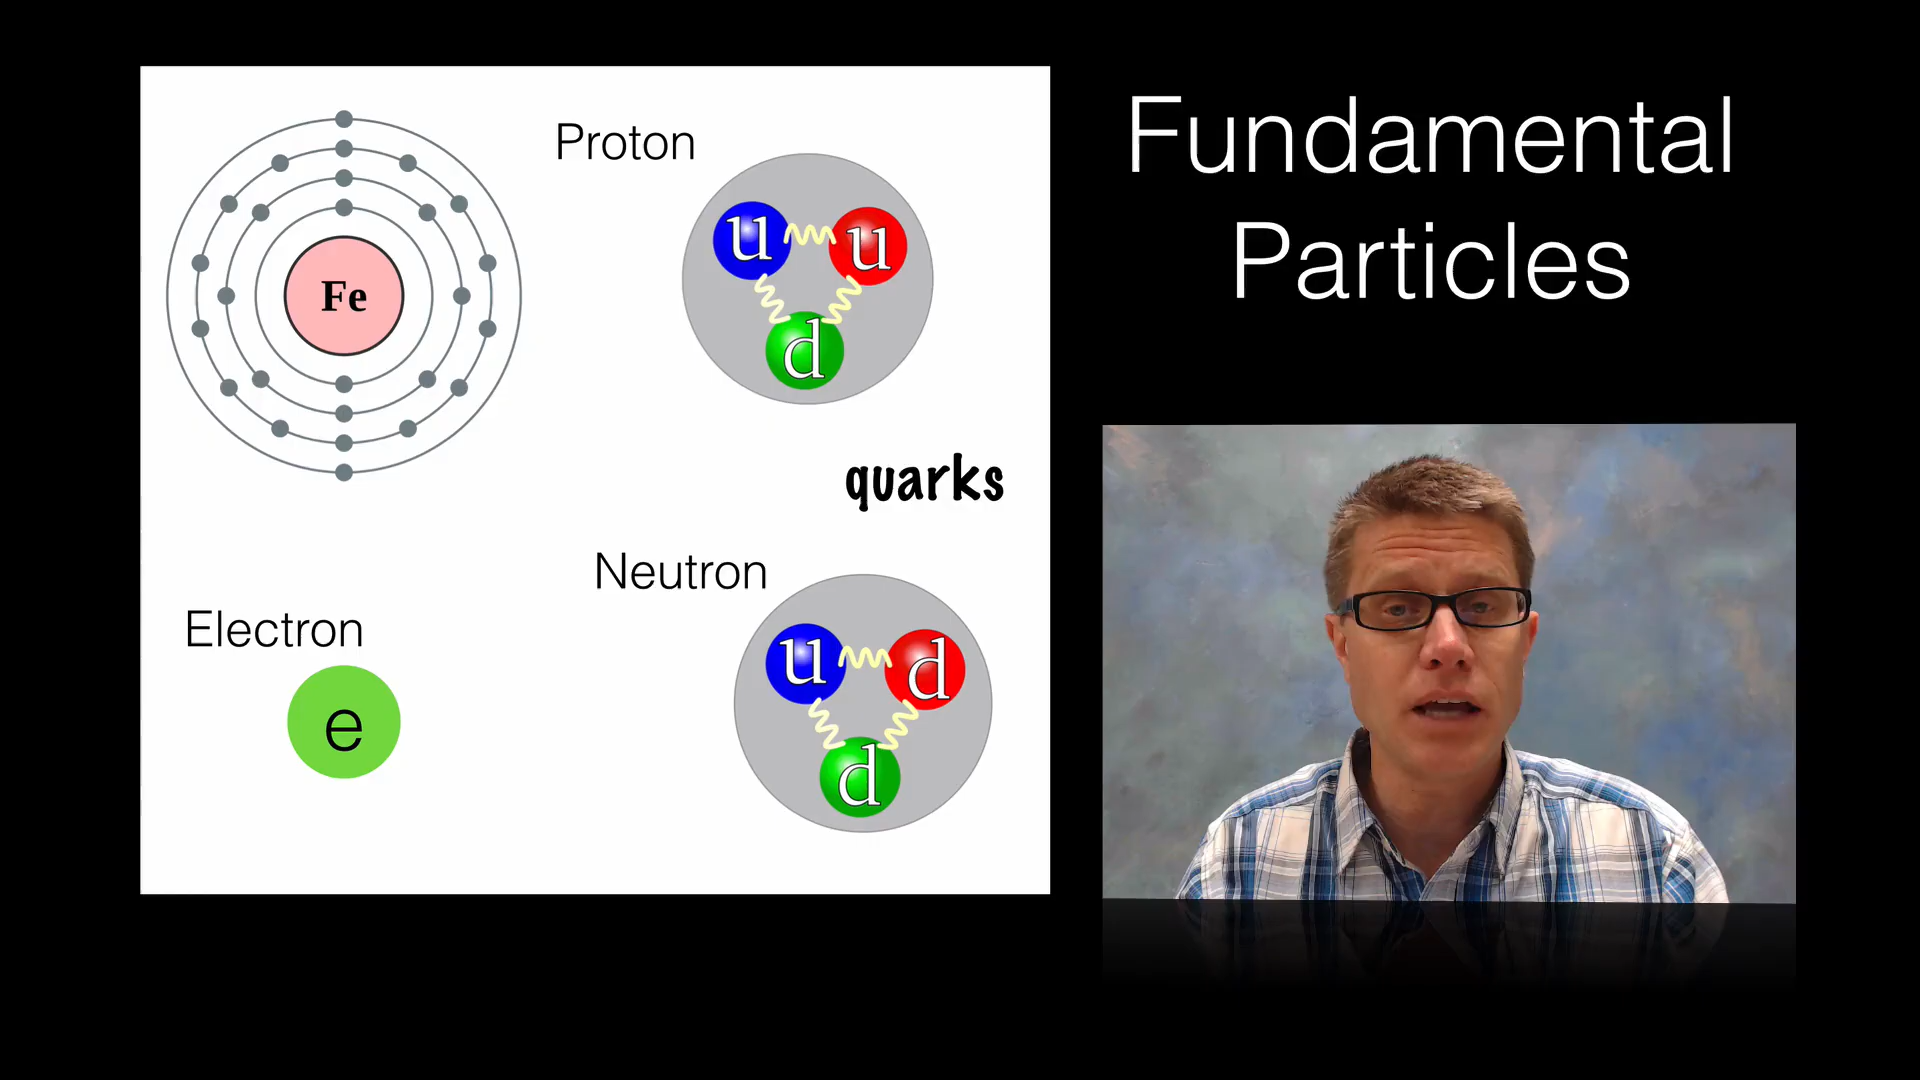 Fundamental
Particles
Proton
Fe
u
u
d
quarks
Neutron
Electron
u
d
e
d